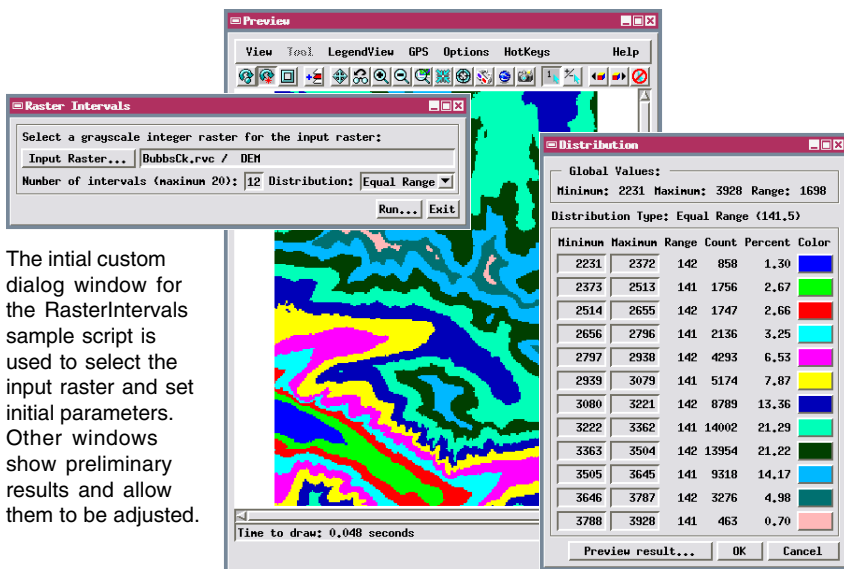 Preview
View Tool LegendView GPS Options HotKeys Help
Raster Intervals
Select a grayscale integer raster for the input raster:
Input Raster... BubbsCk.rvc / DEM
Number of intervals (maximum 20): 12 Distribution: Equal Range
Run... Exit
The intial custom
dialog window for
the RasterIntervals
sample script is
used to select the
input raster and set
initial parameters.
Other windows
show preliminary
results and allow
them to be adjusted.
Time to draw: 0.048 seconds
Distribution
Global Values:
Minimum: 2231 Maximum: 3928 Range: 1698
Distribution Type: Equal Range (141.5)
Minimum Maximum Range Count Percent Color
2231 2372 142 858 1.30
2373 2513 141 1756 2.67
2514 2655 142 1747 2.66
2656 2796 141 2136 3.25
2797 2938 142 4293 6.53
2939 3079 141 5174 7.87
3080 3221 142 8789 13.36
3222 3362 141 14002 21.29
3363 3504 142 13954 21.22
3505 3645 141 9318 14.17
3646 3787 142 3276 4.98
3788 3928 141 463 0.70
Preview result... OK Cancel